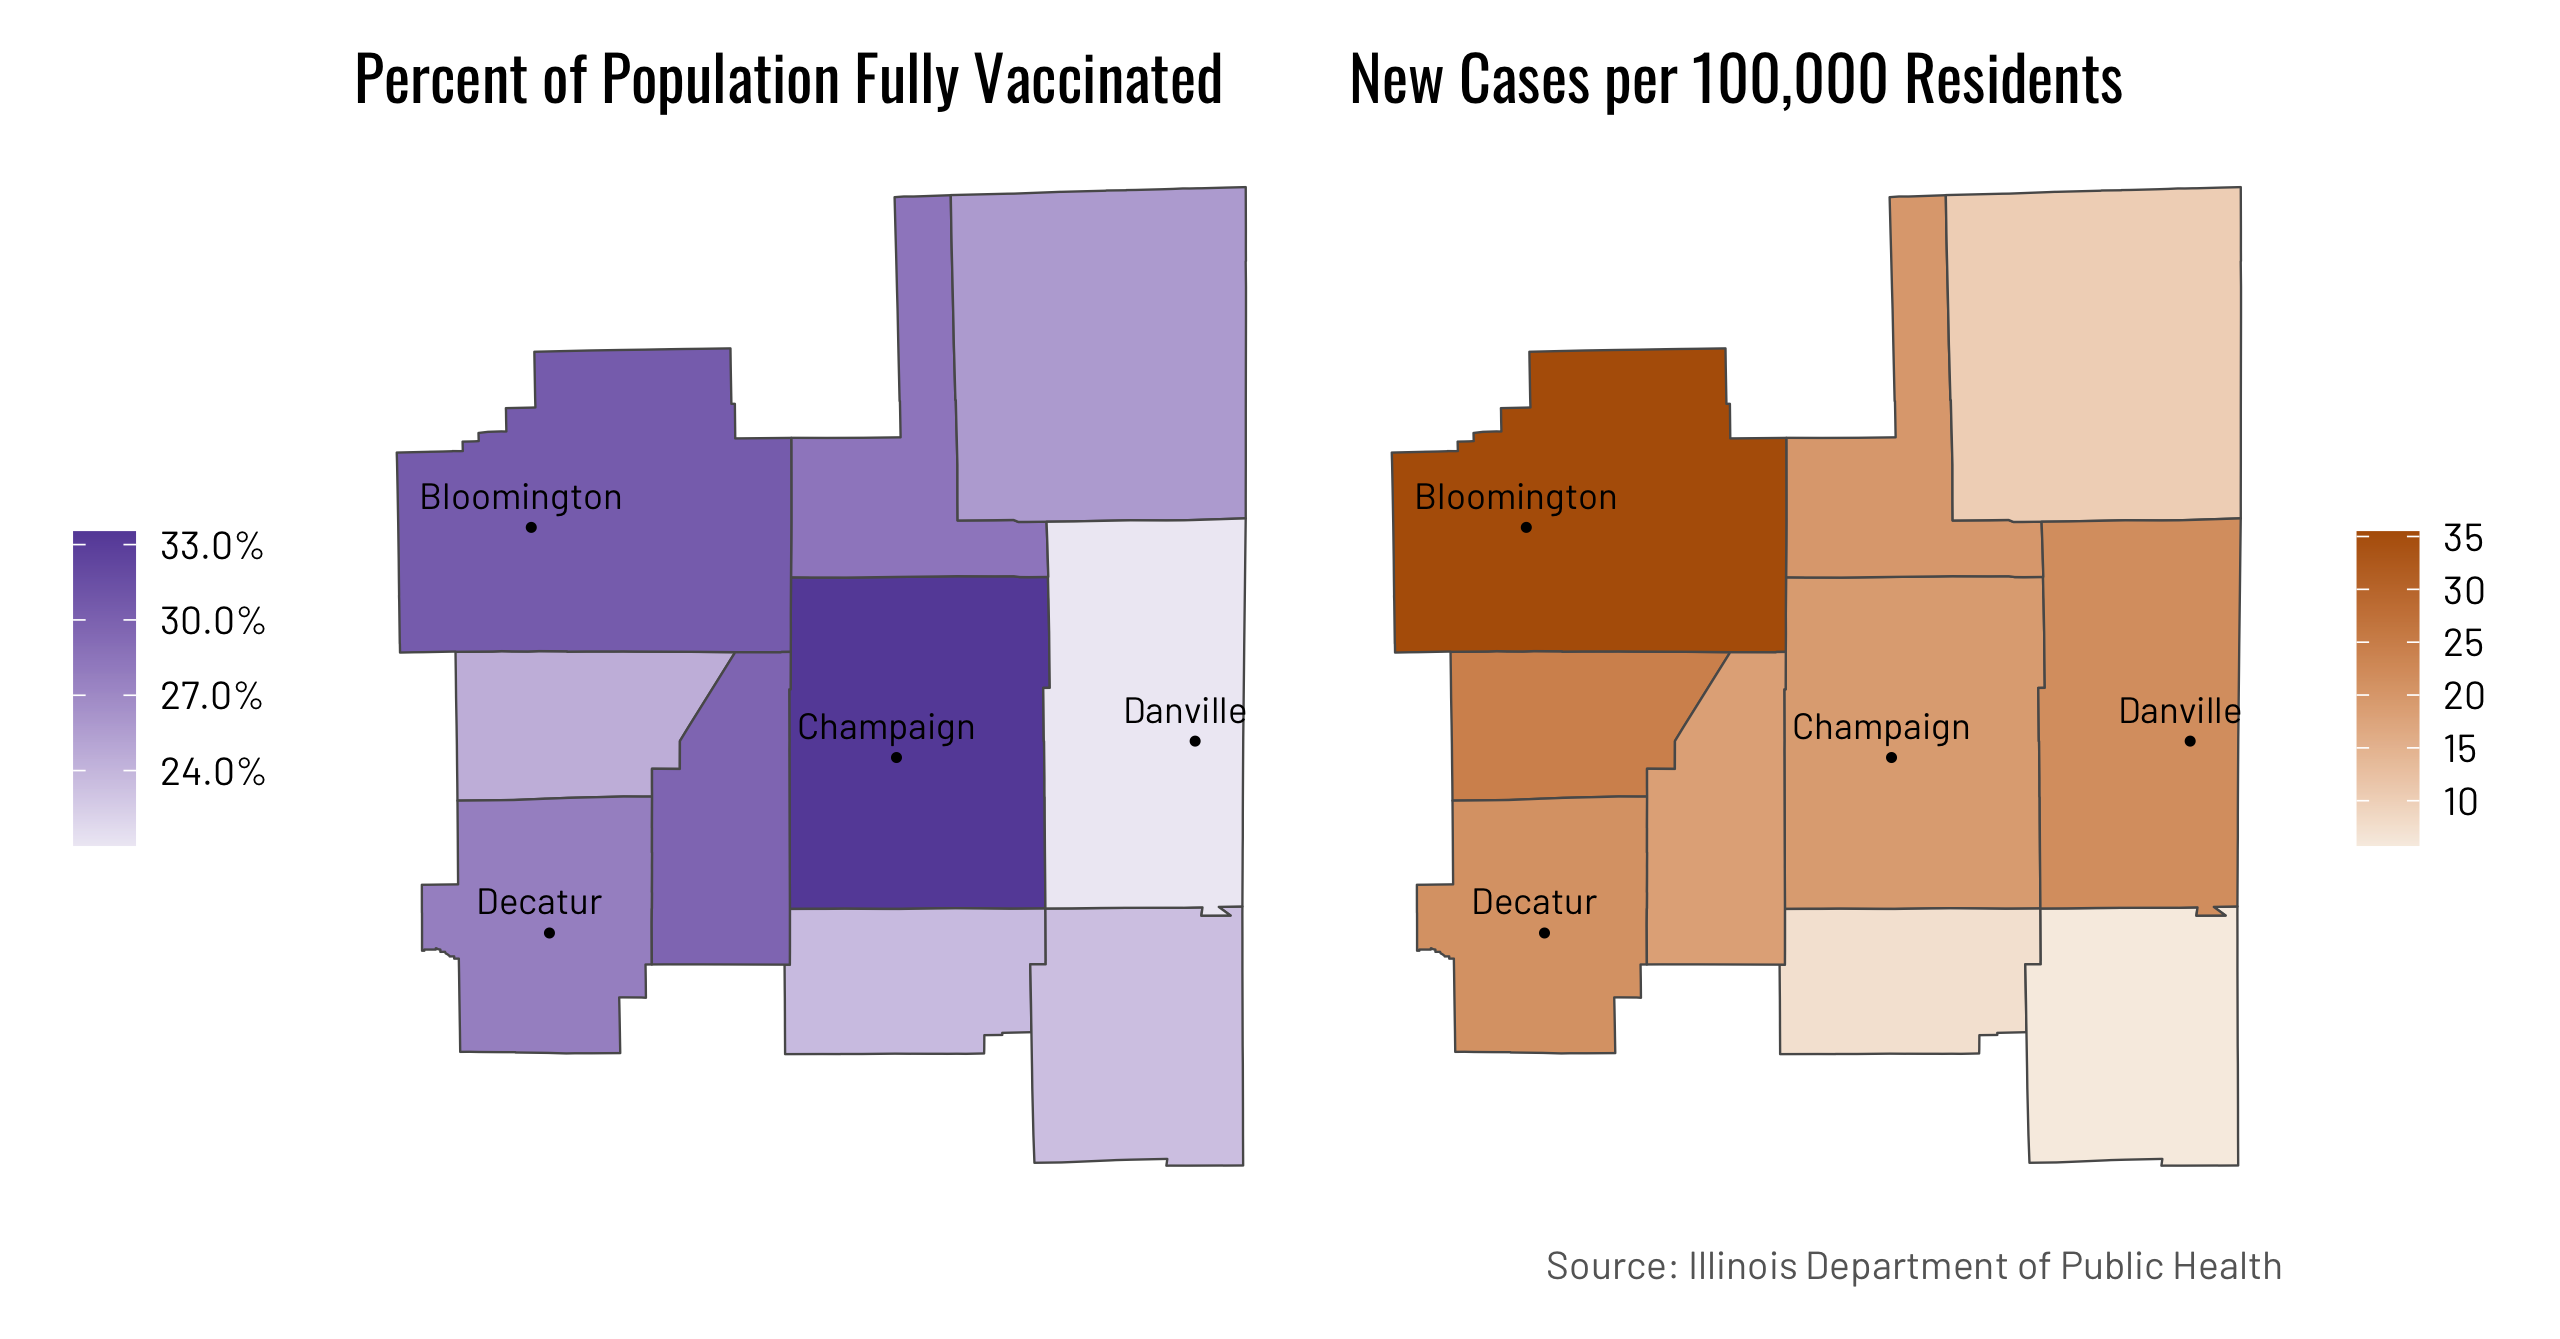 Percent of Population Fully Vaccinated
New Cases per 100,000 Residents
33.0%
30.0%
27.0%
24.0%
Bloomington
Champaign
Danville
Decatur
Bloomington
Champaign
Danville
Decatur
35
30
25
20
15
10
Source: Illinois Department of Public Health